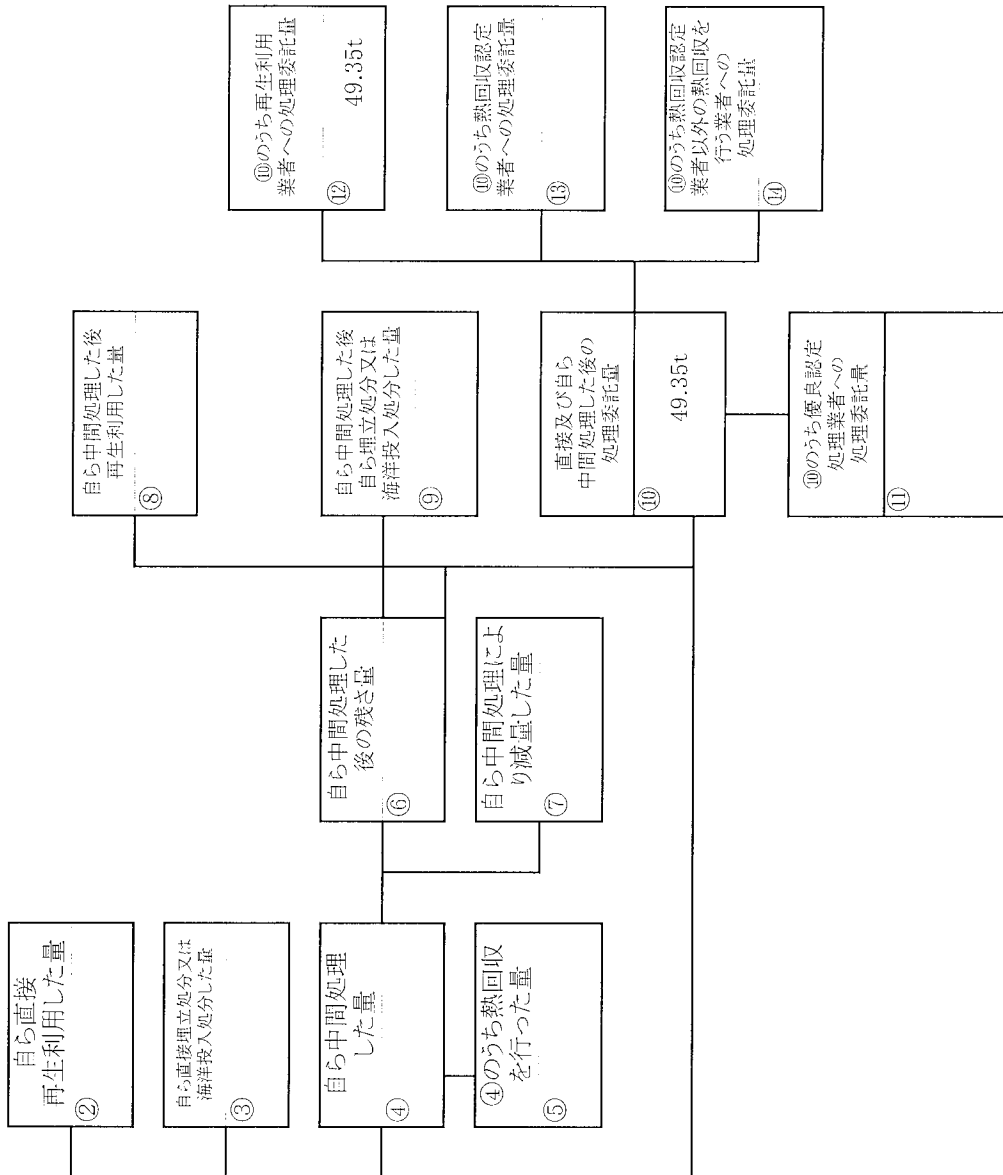 自ら直接
再生利用した量
②
自ら直接埋立処分又は
海洋投入処分した量
③
自ら中間処理
した量
④
④のうち熱回収
を行った量
⑤
自ら中間処理した
後の残さ量
⑥
自ら中間処理によ
り減量した量
⑦
自ら中間処理した後
再生利用した量
⑧
自ら中間処理した後
自ら埋立処分又は
海洋投入処分した量
⑨
直接及び自ら
中間処理した後の
処理委託量
⑩
49.35t
⑩のうち優良認定
処理業者への
処理委託量
⑪
⑩のうち再生利用
業者への処理委託量
⑫
49.35t
⑩のうち熱回収認定
業者への処理委託量
⑬
⑩のうち熱回収認定
業者以外の熱回収を
行う業者への
処理委託量
⑭